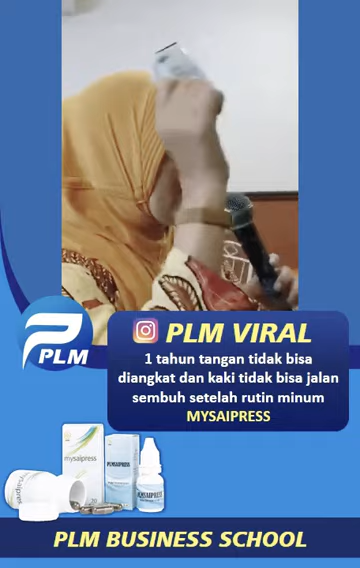 PLM VIRAL
PLM
1 tahun tangan tidak bisa
diangkat dan kaki tidak bisa jalan
sembuh setelah rutin minum
MYSAIPRESS
mysaipress
PLMSAIPRESS
PLM BUSINESS SCHOOL